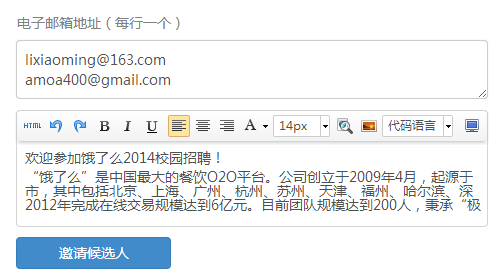 电子邮箱地址（每行一个）
lixiaoming@163.com
amoa400@gmail.com
HTML B I U A 14px 代码语言
欢迎参加饿了么2014校园招聘！
“饿了么”是中国最大的餐饮O2O平台。公司创立于2009年4月，起源于
市，其中包括北京、上海、广州、杭州、苏州、天津、福州、哈尔滨、深
2012年完成在线交易规模达到6亿元。目前团队规模达到200人，秉承“极
邀请候选人